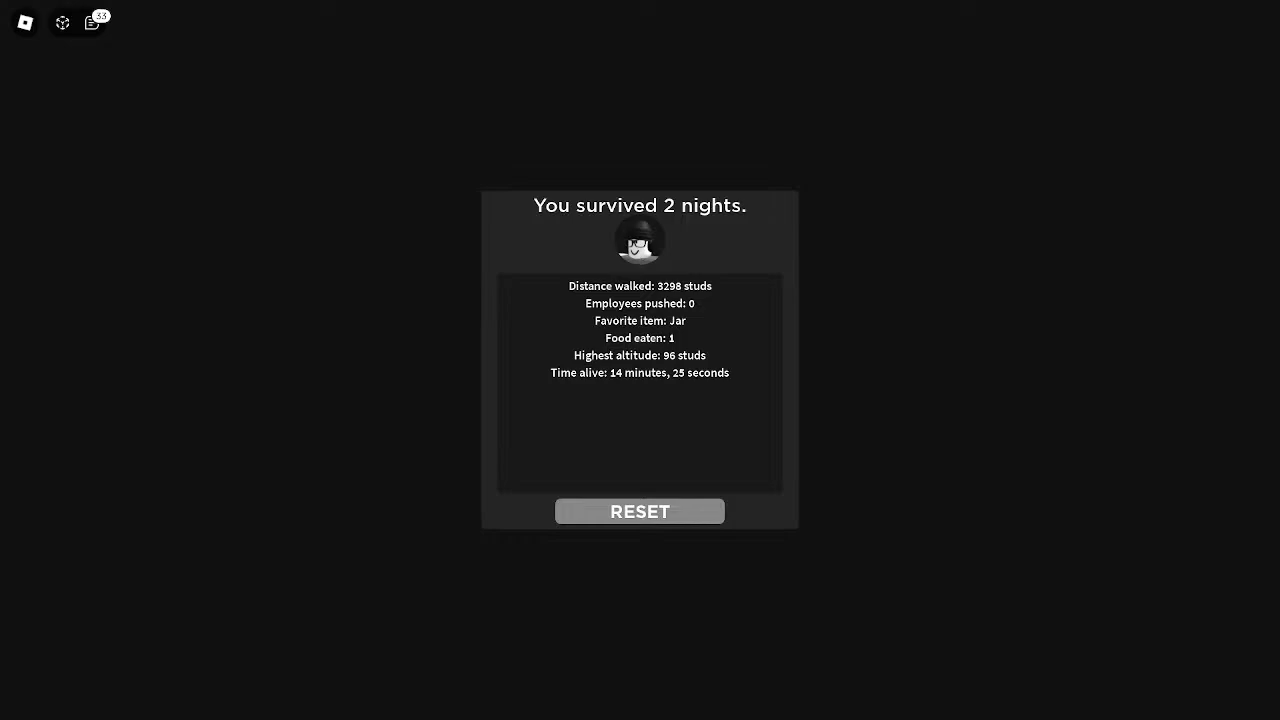 33
You survived 2 nights.
Distance walked: 3298 studs
Employees pushed: 0
Favorite item: Jar
Food eaten: 1
Highest altitude: 96 studs
Time alive: 14 minutes, 25 seconds
RESET